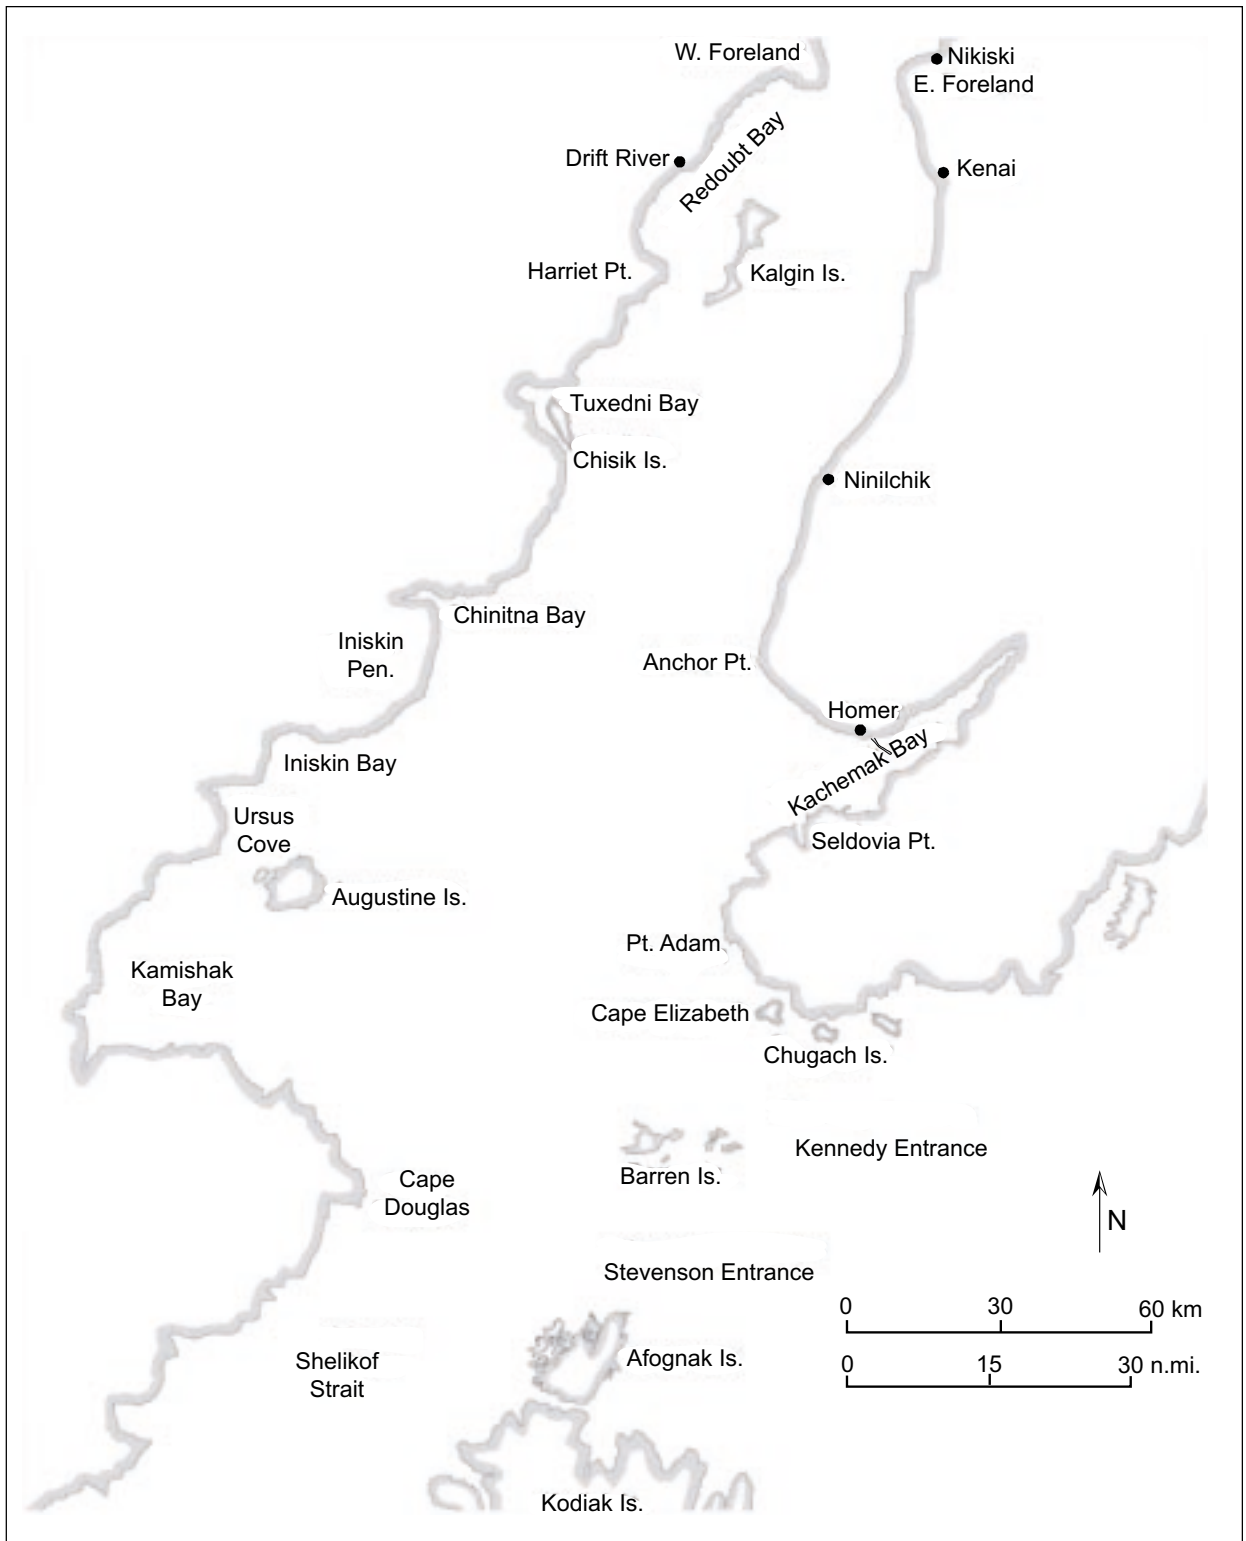 W. Foreland
Nikiski
E. Foreland
Redoubt Bay
Drift River
Kenai
Harriet Pt.
Kalgin Is.
Tuxedni Bay
Chisik Is.
Ninilchik
Chinitna Bay
Iniskin
Pen.
Anchor Pt.
Homer
Iniskin Bay
Kachemak Bay
Ursus
Cove
Seldovia Pt.
Augustine Is.
Pt. Adam
Kamishak
Bay
Cape Elizabeth
Chugach Is.
Kennedy Entrance
Barren Is.
Cape
Douglas
N
Stevenson Entrance
0 30 60 km
Shelikof
Strait
Afognak Is.
0 15 30 n.mi.
Kodiak Is.